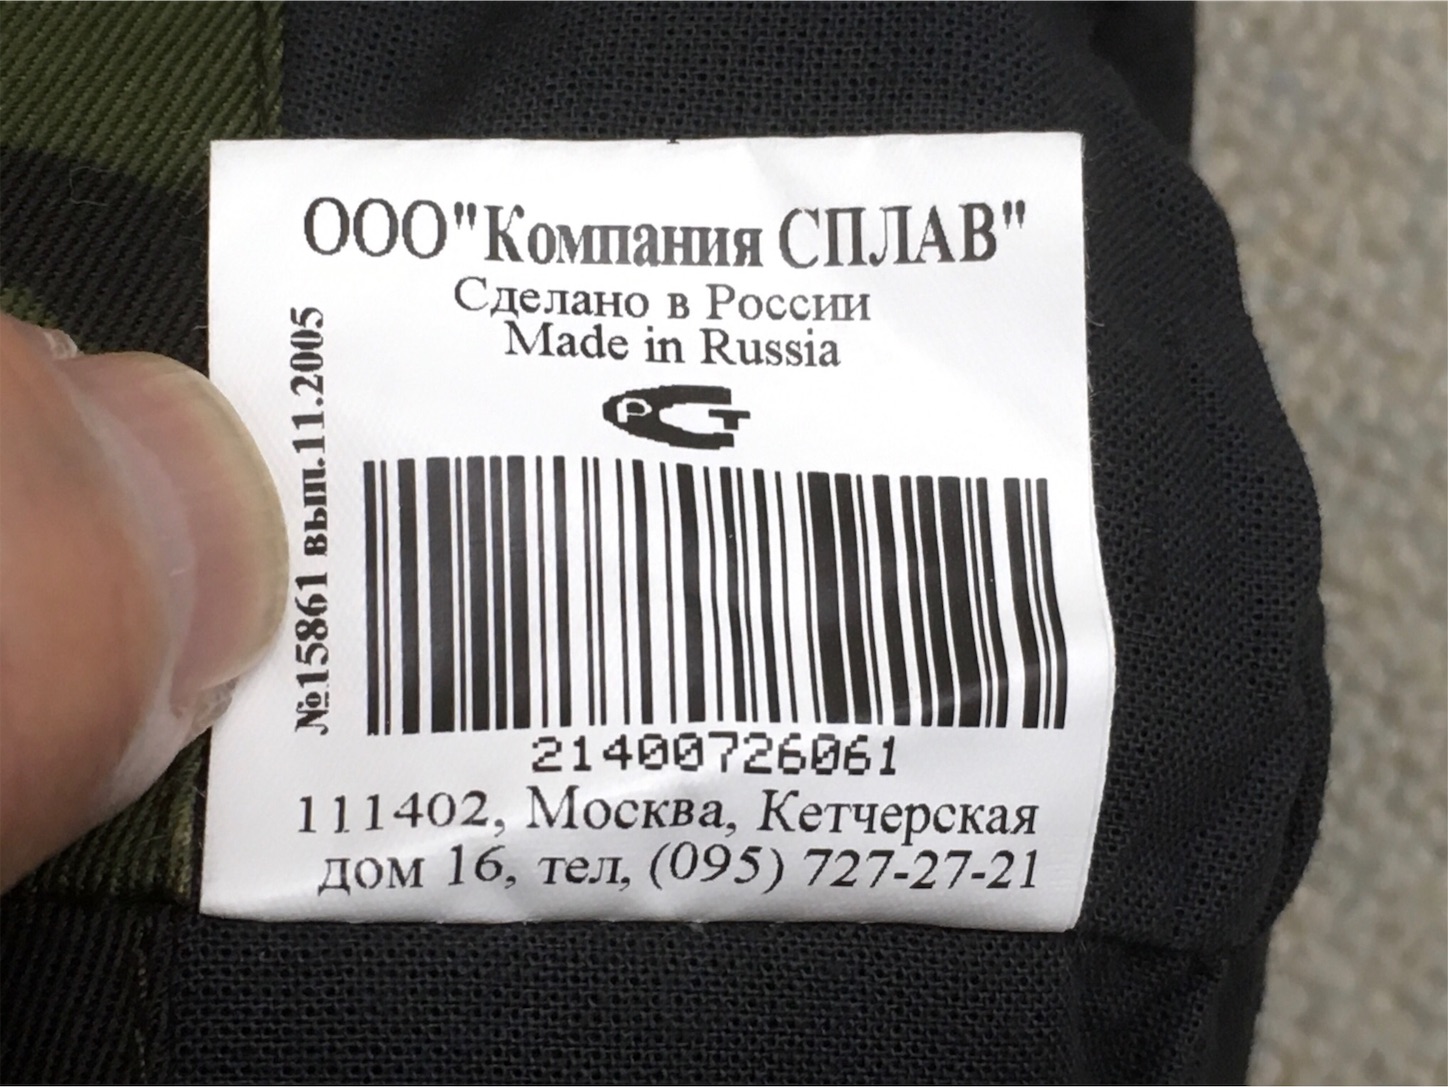 ООО"Компания СПЛАВ"
Сделано в России
Made in Russia
РСТ
№15861 вып.11.2005
21400726061
111402, Москва, Кетчерская
дом 16, тел, (095) 727-27-21